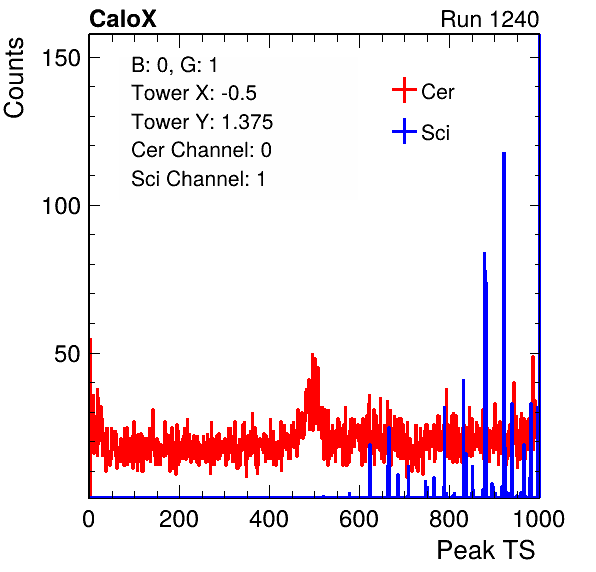 CaloX Run 1240
Counts
B: 0, G: 1
Tower X: -0.5
Tower Y: 1.375
Cer Channel: 0
Sci Channel: 1
Cer
Sci
150
100
50
0 200 400 600 800 1000
Peak TS